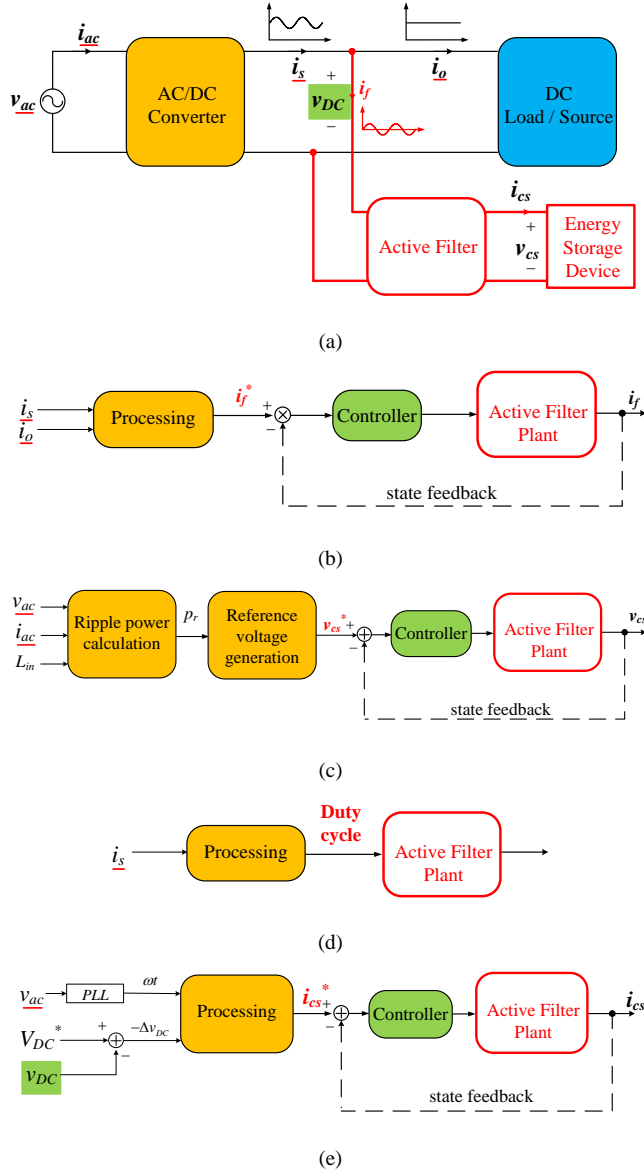 i_ac
i_s
i_o
v_ac
AC/DC
Converter
+
v_DC
−
i_f
DC
Load / Source
i_cs
Active Filter
+
v_cs
−
Energy
Storage
Device
(a)
i_s
i_o
Processing
i_f*
+
−
Controller
Active Filter
Plant
i_f
state feedback
(b)
v_ac
i_ac
L_in
Ripple power
calculation
p_r
Reference
voltage
generation
v_cs*
+
−
Controller
Active Filter
Plant
v_cs
state feedback
(c)
i_s
Processing
Duty
cycle
Active Filter
Plant
(d)
v_ac
PLL
ωt
V_DC*
+
−
−Δv_DC
v_DC
Processing
i_cs*
+
−
Controller
Active Filter
Plant
i_cs
state feedback
(e)